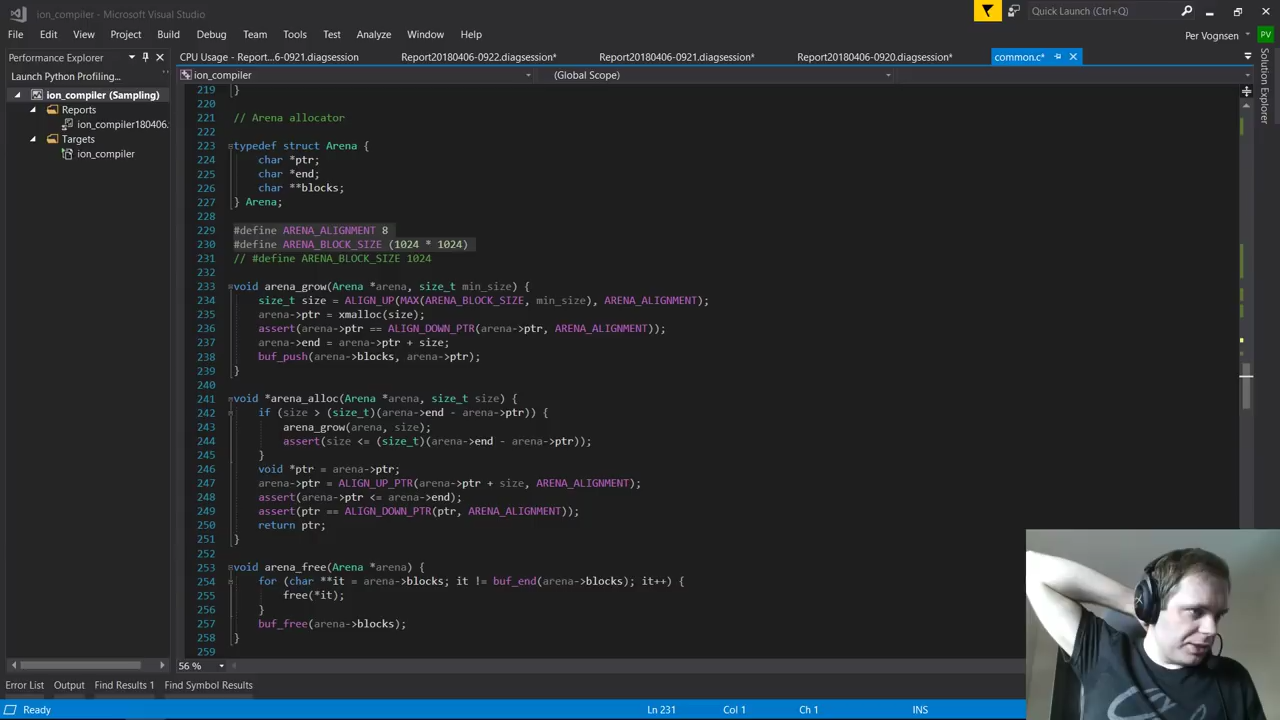 ion_compiler - Microsoft Visual Studio
Quick Launch (Ctrl+Q)
File Edit View Project Build Debug Team Tools Test Analyze Window Help
Per Vognsen PV
Performance Explorer
CPU Usage - Report...6-0921.diagsession Report20180406-0922.diagsession* Report20180406-0921.diagsession* Report20180406-0920.diagsession* common.c*
Solution Explorer
Launch Python Profiling...
ion_compiler (Sampling)
Reports
ion_compiler180406.
Targets
ion_compiler
ion_compiler (Global Scope)
219 }
220
221 // Arena allocator
222
223 typedef struct Arena {
224 char *ptr;
225 char *end;
226 char **blocks;
227 } Arena;
228
229 #define ARENA_ALIGNMENT 8
230 #define ARENA_BLOCK_SIZE (1024 * 1024)
231 // #define ARENA_BLOCK_SIZE 1024
232
233 void arena_grow(Arena *arena, size_t min_size) {
234 size_t size = ALIGN_UP(MAX(ARENA_BLOCK_SIZE, min_size), ARENA_ALIGNMENT);
235 arena->ptr = xmalloc(size);
236 assert(arena->ptr == ALIGN_DOWN_PTR(arena->ptr, ARENA_ALIGNMENT));
237 arena->end = arena->ptr + size;
238 buf_push(arena->blocks, arena->ptr);
239 }
240
241 void *arena_alloc(Arena *arena, size_t size) {
242 if (size > (size_t)(arena->end - arena->ptr)) {
243 arena_grow(arena, size);
244 assert(size <= (size_t)(arena->end - arena->ptr));
245 }
246 void *ptr = arena->ptr;
247 arena->ptr = ALIGN_UP_PTR(arena->ptr + size, ARENA_ALIGNMENT);
248 assert(arena->ptr <= arena->end);
249 assert(ptr == ALIGN_DOWN_PTR(ptr, ARENA_ALIGNMENT));
250 return ptr;
251 }
252
253 void arena_free(Arena *arena) {
254 for (char **it = arena->blocks; it != buf_end(arena->blocks); it++) {
255 free(*it);
256 }
257 buf_free(arena->blocks);
258 }
259
56 %
Error List Output Find Results 1 Find Symbol Results
Ready Ln 231 Col 1 Ch 1 INS